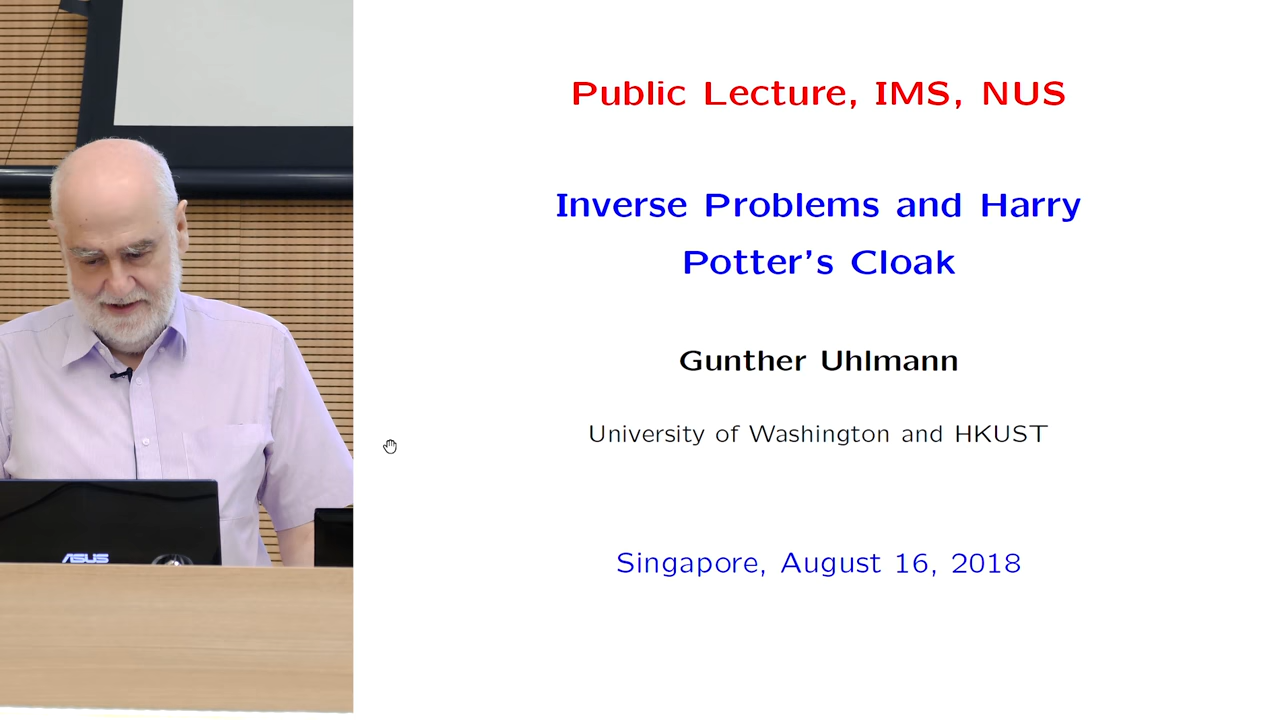 Public Lecture, IMS, NUS
Inverse Problems and Harry
Potter's Cloak
Gunther Uhlmann
University of Washington and HKUST
Singapore, August 16, 2018
ASUS